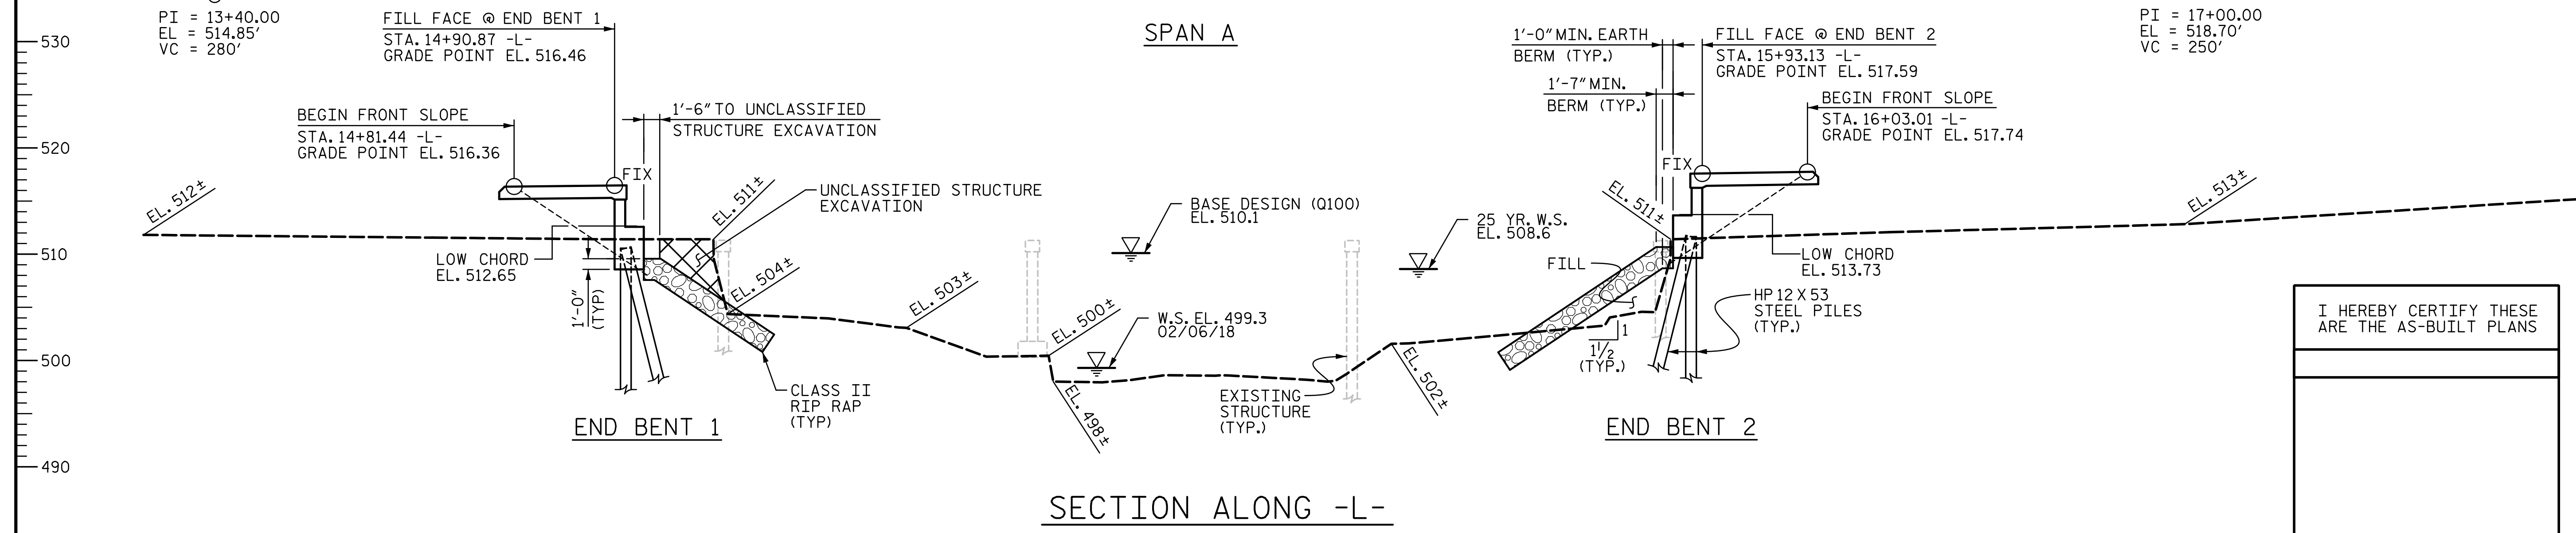 PI = 13+40.00
EL = 514.85'
VC = 280'
FILL FACE @ END BENT 1
STA. 14+90.87 -L-
GRADE POINT EL. 516.46
SPAN A
1'-0" MIN. EARTH
BERM (TYP.)
1'-7" MIN.
BERM (TYP.)
FILL FACE @ END BENT 2
STA. 15+93.13 -L-
GRADE POINT EL. 517.59
PI = 17+00.00
EL = 518.70'
VC = 250'
BEGIN FRONT SLOPE
STA. 14+81.44 -L-
GRADE POINT EL. 516.36
1'-6" TO UNCLASSIFIED
STRUCTURE EXCAVATION
BEGIN FRONT SLOPE
STA. 16+03.01 -L-
GRADE POINT EL. 517.74
530
520
510
500
490
EL. 512±
FIX
EL. 511±
UNCLASSIFIED STRUCTURE
EXCAVATION
BASE DESIGN (Q100)
EL. 510.1
25 YR. W.S.
EL. 508.6
EL. 511±
FIX
EL. 513±
LOW CHORD
EL. 512.65
1'-0"
(TYP)
EL. 504±
EL. 503±
EL. 500±
W.S. EL. 499.3
02/06/18
FILL
LOW CHORD
EL. 513.73
HP 12 X 53
STEEL PILES
(TYP.)
1
1 1/2
(TYP.)
CLASS II
RIP RAP
(TYP)
EL. 498±
EXISTING
STRUCTURE
(TYP.)
EL. 502±
END BENT 1
END BENT 2
SECTION ALONG -L-
I HEREBY CERTIFY THESE
ARE THE AS-BUILT PLANS